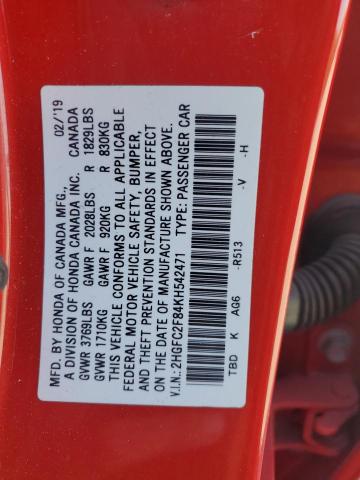 MFD. BY HONDA OF CANADA MFG., 02/'19
A DIVISION OF HONDA CANADA INC. CANADA
GVWR 3769LBS GAWR F 2028LBS R 1829LBS
GVWR 1710KG GAWR F 920KG R 830KG
THIS VEHICLE CONFORMS TO ALL APPLICABLE
FEDERAL MOTOR VEHICLE SAFETY, BUMPER,
AND THEFT PREVENTION STANDARDS IN EFFECT
ON THE DATE OF MANUFACTURE SHOWN ABOVE.
V.I.N.: 2HGFC2F84KH542471 TYPE: PASSENGER CAR
TBD K AG6 -R513 -V -H